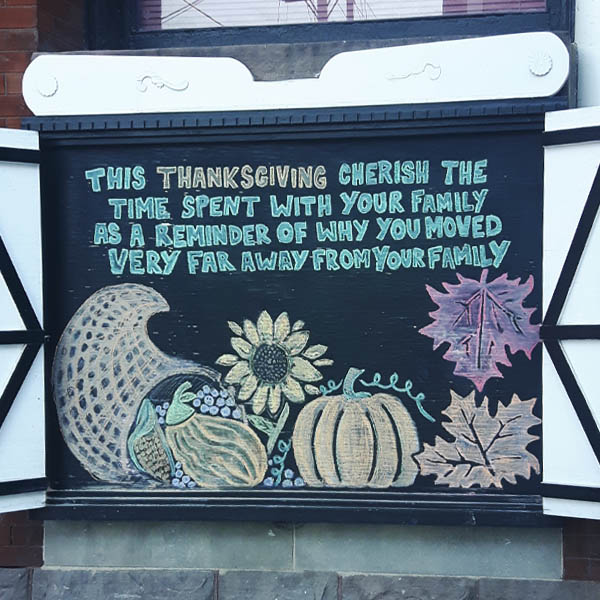 THIS THANKSGIVING CHERISH THE
TIME SPENT WITH YOUR FAMILY
AS A REMINDER OF WHY YOU MOVED
VERY FAR AWAY FROM YOUR FAMILY